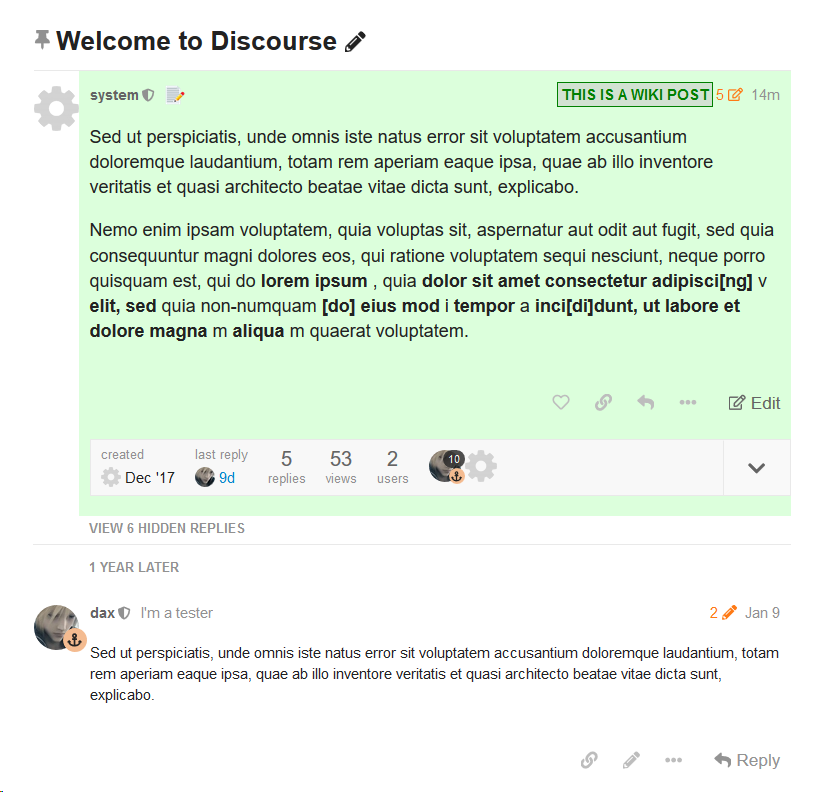 Welcome to Discourse
system THIS IS A WIKI POST 5 14m
Sed ut perspiciatis, unde omnis iste natus error sit voluptatem accusantium
doloremque laudantium, totam rem aperiam eaque ipsa, quae ab illo inventore
veritatis et quasi architecto beatae vitae dicta sunt, explicabo.
Nemo enim ipsam voluptatem, quia voluptas sit, aspernatur aut odit aut fugit, sed quia
consequuntur magni dolores eos, qui ratione voluptatem sequi nesciunt, neque porro
quisquam est, qui do lorem ipsum , quia dolor sit amet consectetur adipisci[ng] v
elit, sed quia non-numquam [do] eius mod i tempor a inci[di]dunt, ut labore et
dolore magna m aliqua m quaerat voluptatem.
Edit
created last reply 5 53 2 10
Dec '17 9d replies views users
VIEW 6 HIDDEN REPLIES
1 YEAR LATER
dax I'm a tester 2 Jan 9
Sed ut perspiciatis, unde omnis iste natus error sit voluptatem accusantium doloremque laudantium, totam
rem aperiam eaque ipsa, quae ab illo inventore veritatis et quasi architecto beatae vitae dicta sunt,
explicabo.
Reply